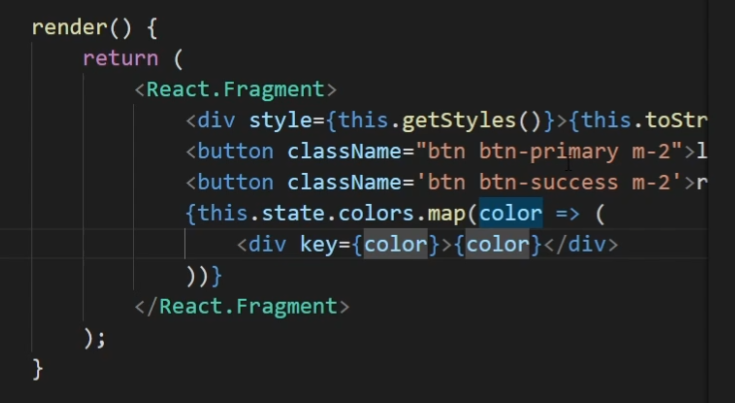 render() {
return (
<React.Fragment>
<div style={this.getStyles()}>{this.toStr
<button className="btn btn-primary m-2">l
<button className='btn btn-success m-2'>r
{this.state.colors.map(color => (
<div key={color}>{color}</div>
))}
</React.Fragment>
);
}